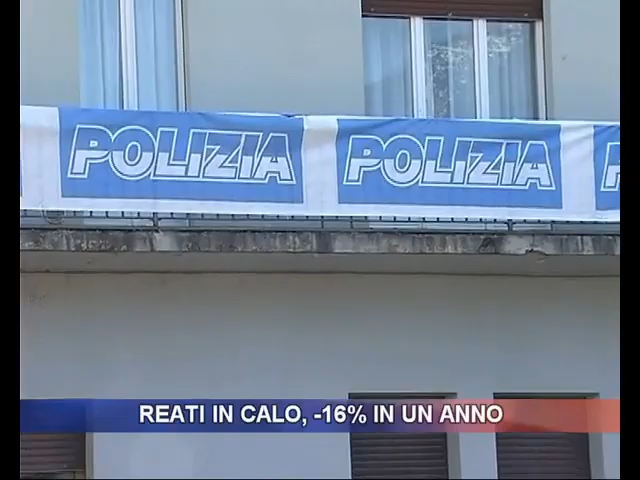 POLIZIA POLIZIA
REATI IN CALO, -16% IN UN ANNO